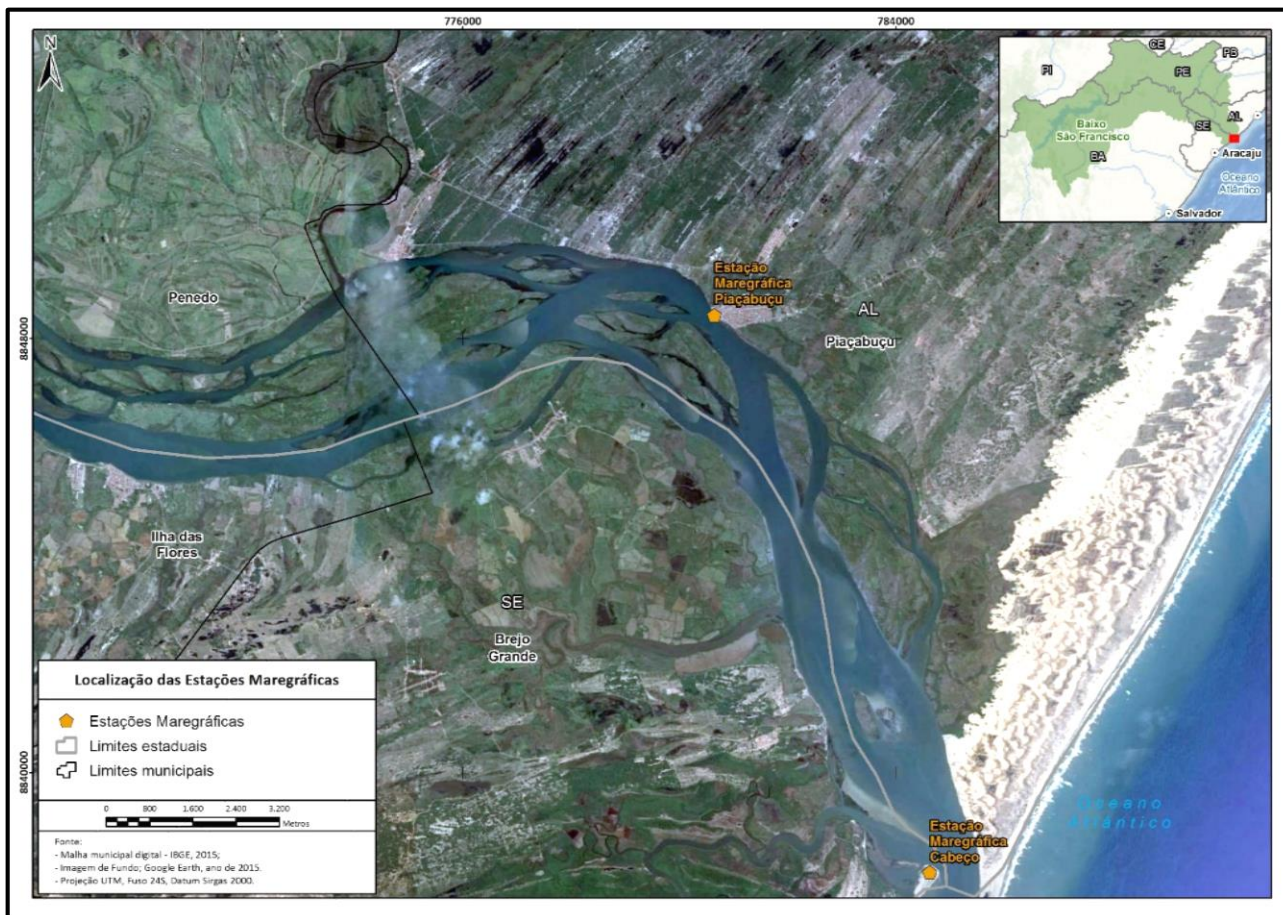 776000
784000
N
CE
PB
PI
PE
AL
Baixo
São Francisco
SE
Aracaju
BA
Oceano
Atlântico
Salvador
Estação
Maregráfica
Piaçabuçu
Penedo
AL
8848000
8848000
Piaçabuçu
Ilha das
Flores
SE
Brejo
Grande
Localização das Estações Maregráficas
Estações Maregráficas
Limites estaduais
Limites municipais
8840000
8840000
0 800 1.600 2.400 3.200
Metros
Oceano
Atlântico
Estação
Maregráfica
Cabeço
Fonte:
- Malha municipal digital - IBGE, 2015;
- Imagem de Fundo; Google Earth, ano de 2015.
- Projeção UTM, Fuso 24S, Datum Sirgas 2000.